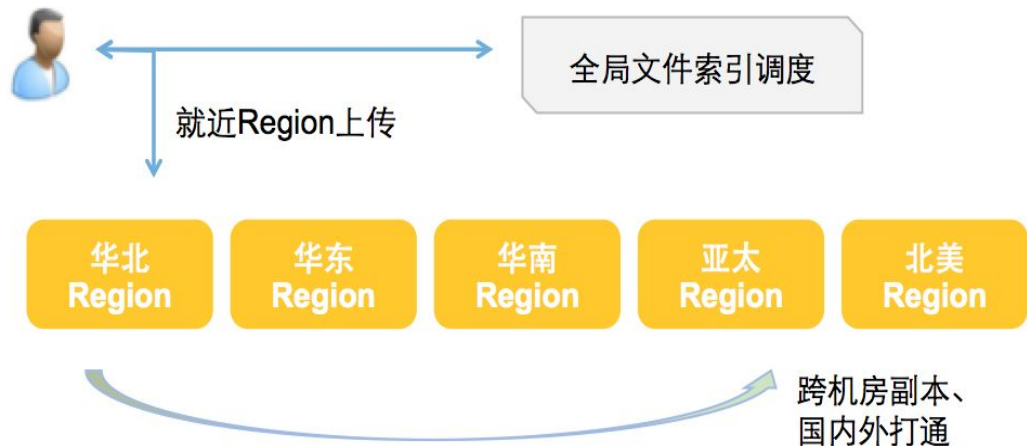 全局文件索引调度
就近Region上传
华北
Region
华东
Region
华南
Region
亚太
Region
北美
Region
跨机房副本、
国内外打通